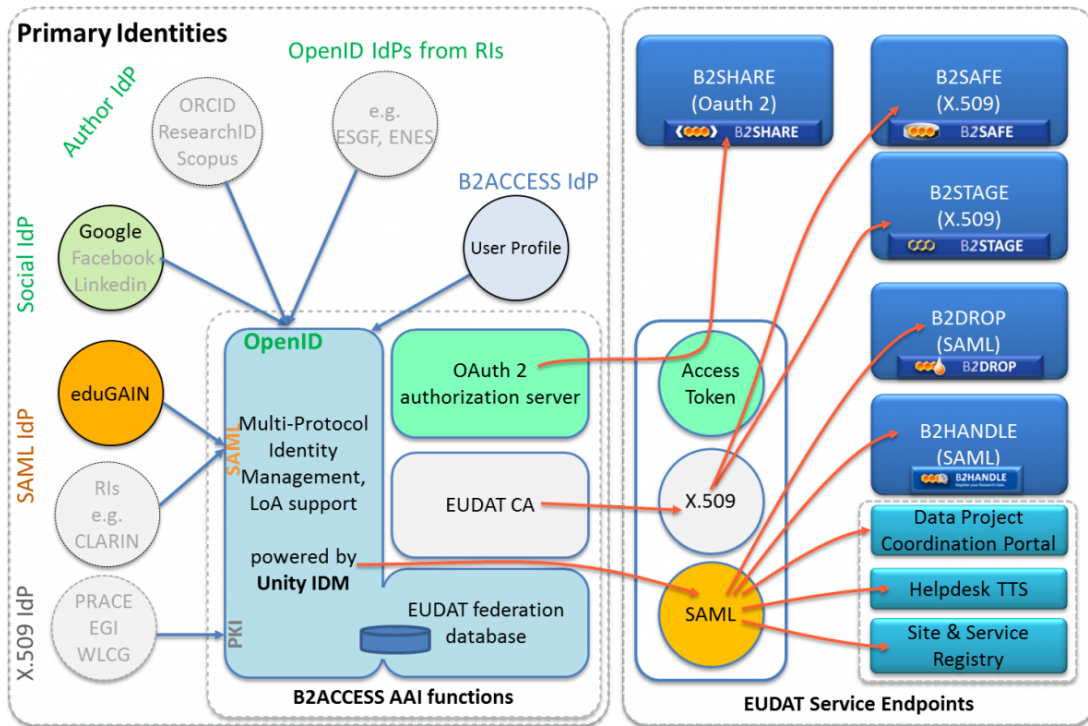 Primary Identities
Author IdP
OpenID IdPs from RIs
ORCID
ResearchID
Scopus
e.g.
ESGF, ENES
B2ACCESS IdP
User Profile
Social IdP
Google
Facebook
Linkedin
SAML IdP
eduGAIN
RIs
e.g.
CLARIN
X.509 IdP
PRACE
EGI
WLCG
OpenID
SAML
PKI
Multi-Protocol
Identity
Management,
LoA support
powered by
Unity IDM
OAuth 2
authorization server
EUDAT CA
EUDAT federation
database
B2ACCESS AAI functions
Access
Token
X.509
SAML
B2SHARE
(Oauth 2)
B2SHARE
B2SAFE
(X.509)
B2SAFE
B2STAGE
(X.509)
B2STAGE
B2DROP
(SAML)
B2DROP
B2HANDLE
(SAML)
B2HANDLE
Register your Research Data
Data Project
Coordination Portal
Helpdesk TTS
Site & Service
Registry
EUDAT Service Endpoints